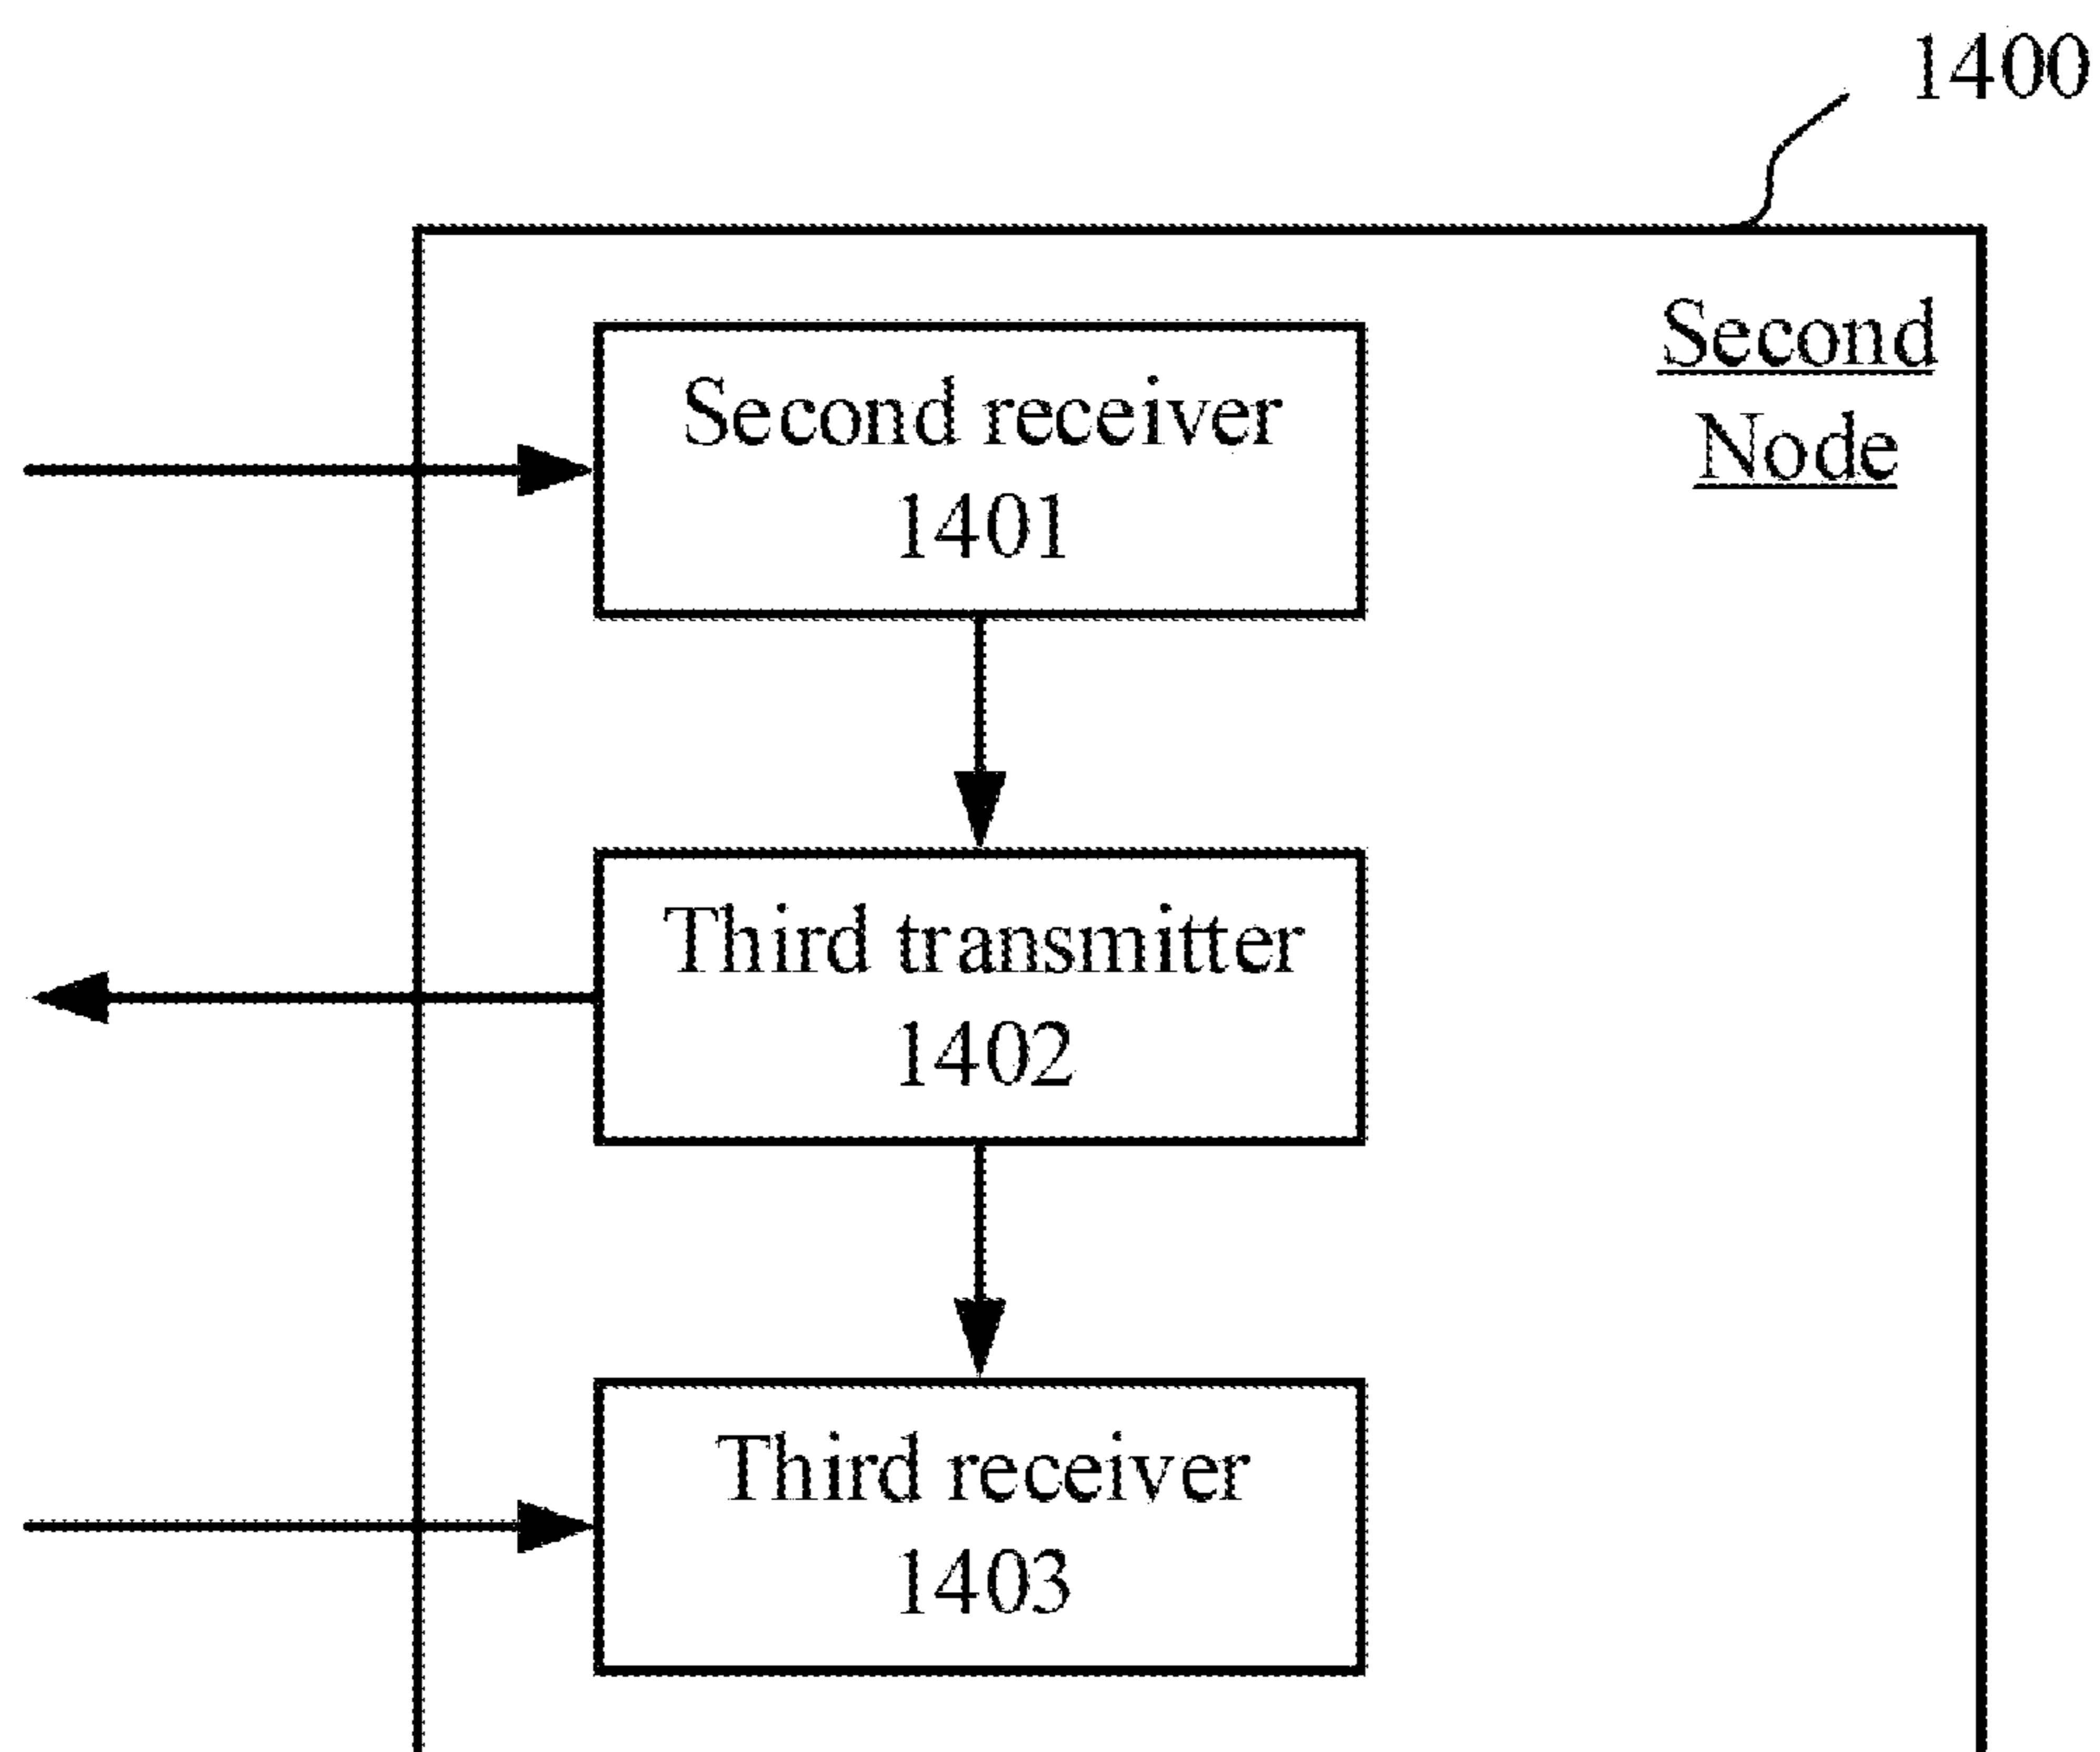 1400
Second
Node
Second receiver
1401
Third transmitter
1402
Third receiver
1403